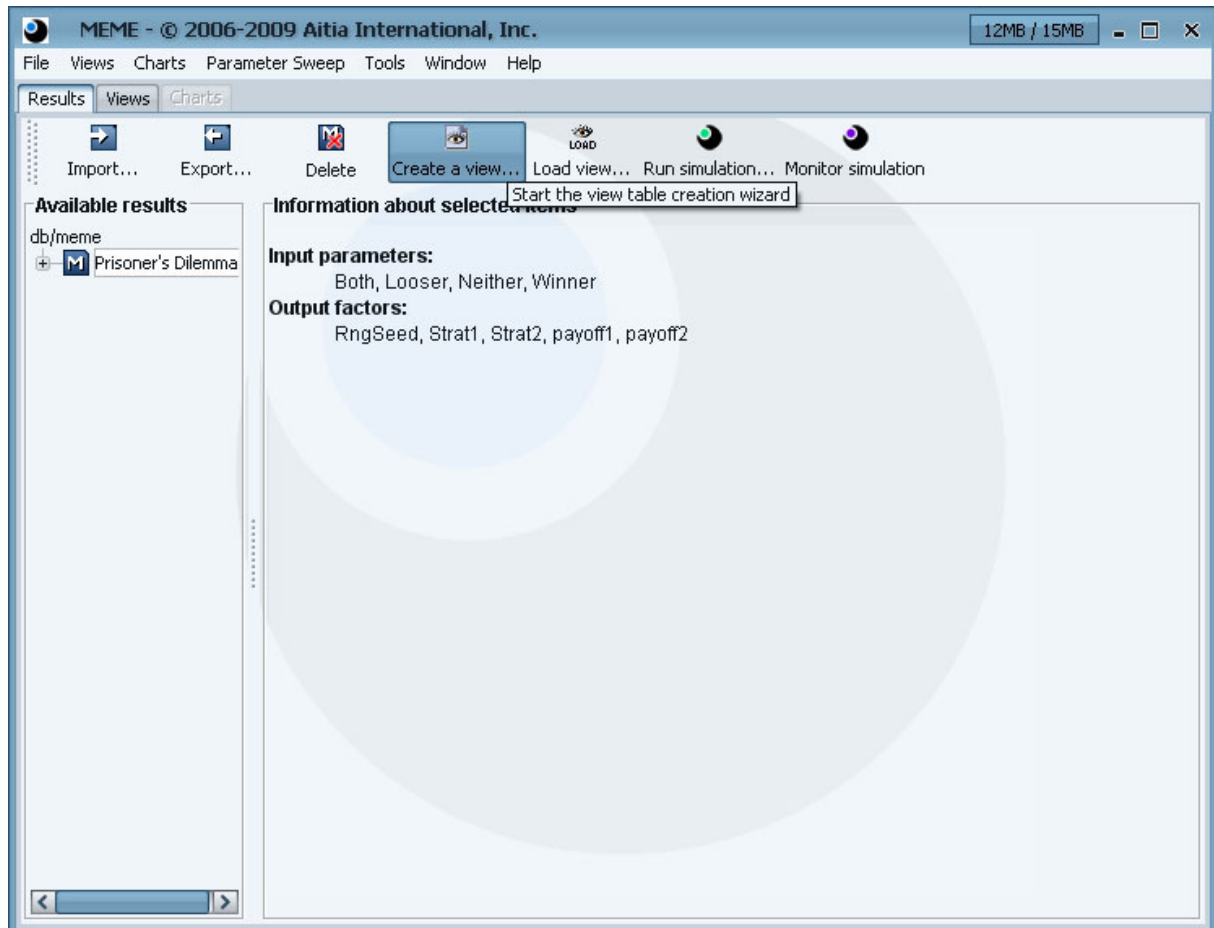 MEME - © 2006-2009 Aitia International, Inc.
12MB / 15MB
File Views Charts Parameter Sweep Tools Window Help
Results Views Charts
Import... Export... Delete Create a view... LOAD Load view... Run simulation... Monitor simulation
Start the view table creation wizard
Available results
Information about selected items
db/meme
M Prisoner's Dilemma
Input parameters:
Both, Looser, Neither, Winner
Output factors:
RngSeed, Strat1, Strat2, payoff1, payoff2